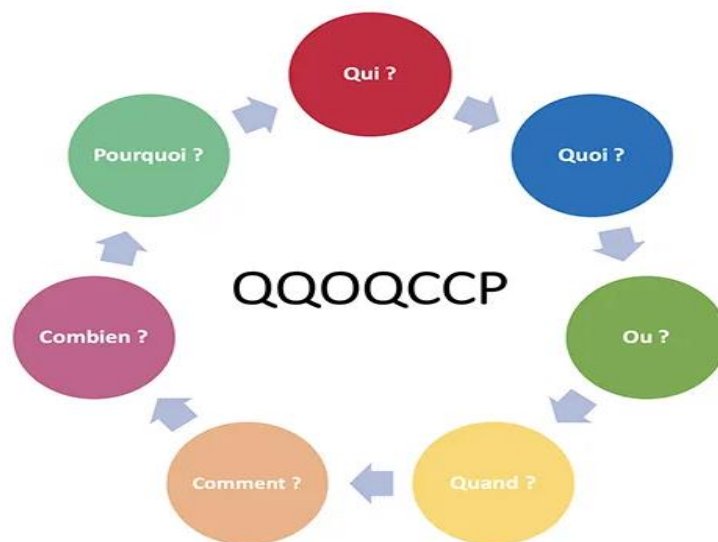 Qui ?
Quoi ?
Ou ?
Quand ?
Comment ?
Combien ?
Pourquoi ?
QQOQCCP